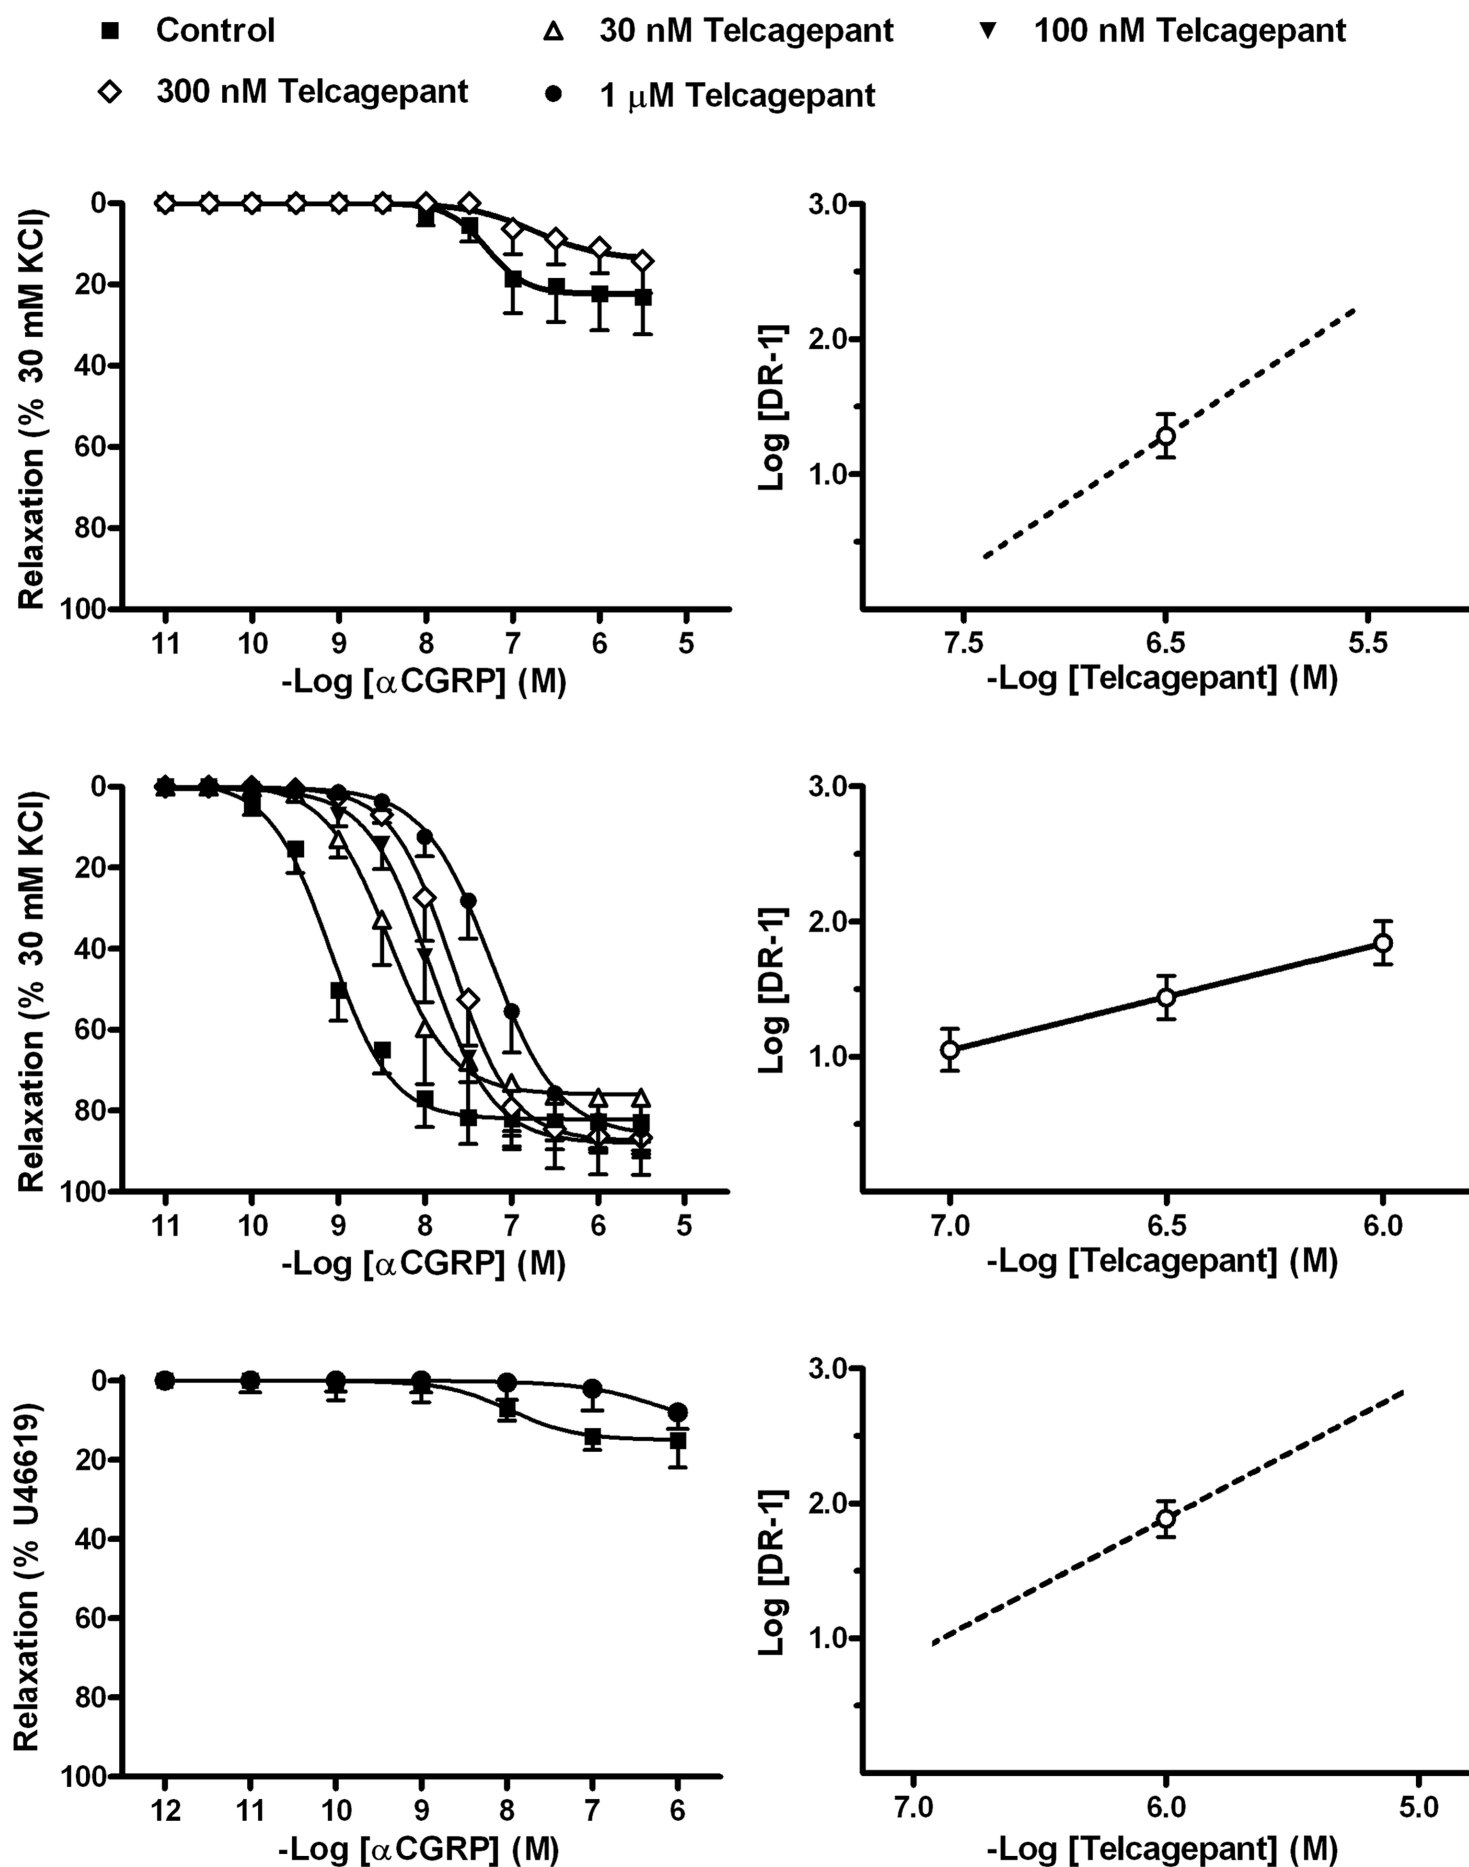 Control
30 nM Telcagepant
100 nM Telcagepant
300 nM Telcagepant
1 μM Telcagepant
Relaxation (% 30 mM KCl)
0
20
40
60
80
100
11 10 9 8 7 6 5
-Log [αCGRP] (M)
Log [DR-1]
3.0
2.0
1.0
7.5 6.5 5.5
-Log [Telcagepant] (M)
Relaxation (% 30 mM KCl)
0
20
40
60
80
100
11 10 9 8 7 6 5
-Log [αCGRP] (M)
Log [DR-1]
3.0
2.0
1.0
7.0 6.5 6.0
-Log [Telcagepant] (M)
Relaxation (% U46619)
0
20
40
60
80
100
12 11 10 9 8 7 6
-Log [αCGRP] (M)
Log [DR-1]
3.0
2.0
1.0
7.0 6.0 5.0
-Log [Telcagepant] (M)